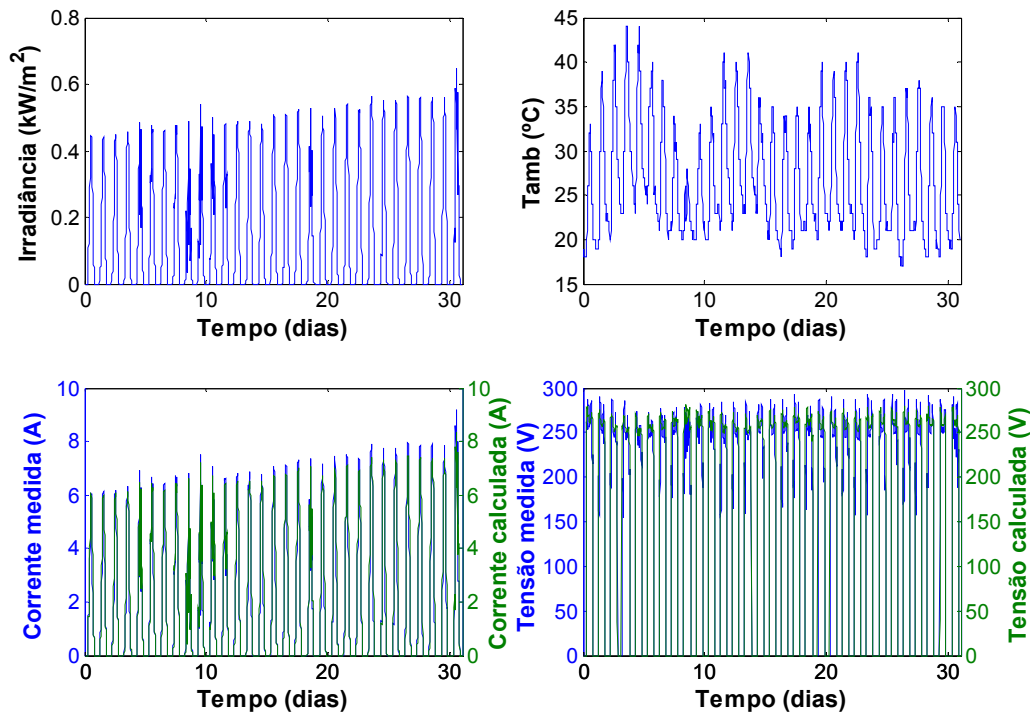 Irradiância (kW/m2)
0.8
0.6
0.4
0.2
0
0 10 20 30
Tempo (dias)
Tamb (ºC)
45
40
35
30
25
20
15
0 10 20 30
Tempo (dias)
Corrente medida (A)
10
8
6
4
2
0
0 10 20 30
Tempo (dias)
10
8
6
4
2
0
Corrente calculada (A)
Tensão medida (V)
300
250
200
150
100
50
0
0 10 20 30
Tempo (dias)
300
250
200
150
100
50
0
Tensão calculada (V)